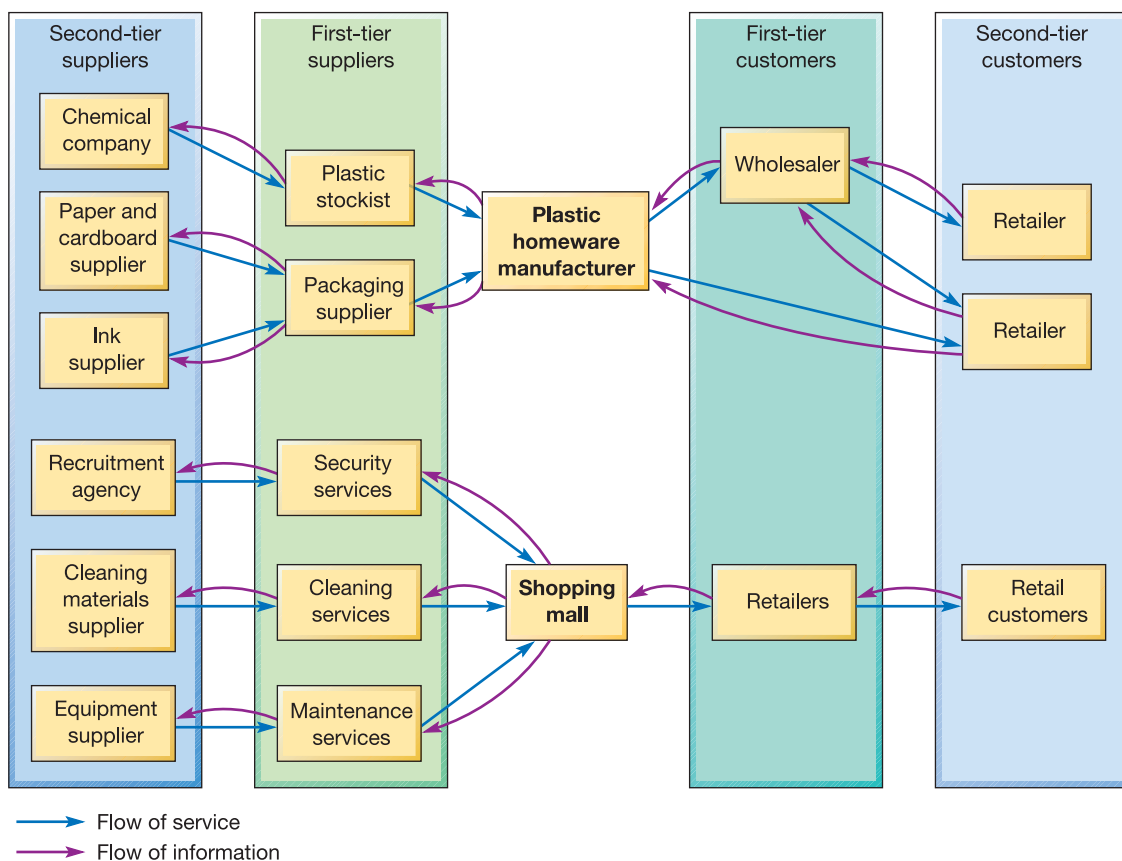 Second-tier
suppliers
First-tier
suppliers
First-tier
customers
Second-tier
customers
Chemical
company
Plastic
stockist
Paper and
cardboard
supplier
Packaging
supplier
Ink
supplier
Plastic
homeware
manufacturer
Wholesaler
Retailer
Retailer
Recruitment
agency
Security
services
Cleaning
materials
supplier
Cleaning
services
Equipment
supplier
Maintenance
services
Shopping
mall
Retailers
Retail
customers
Flow of service
Flow of information